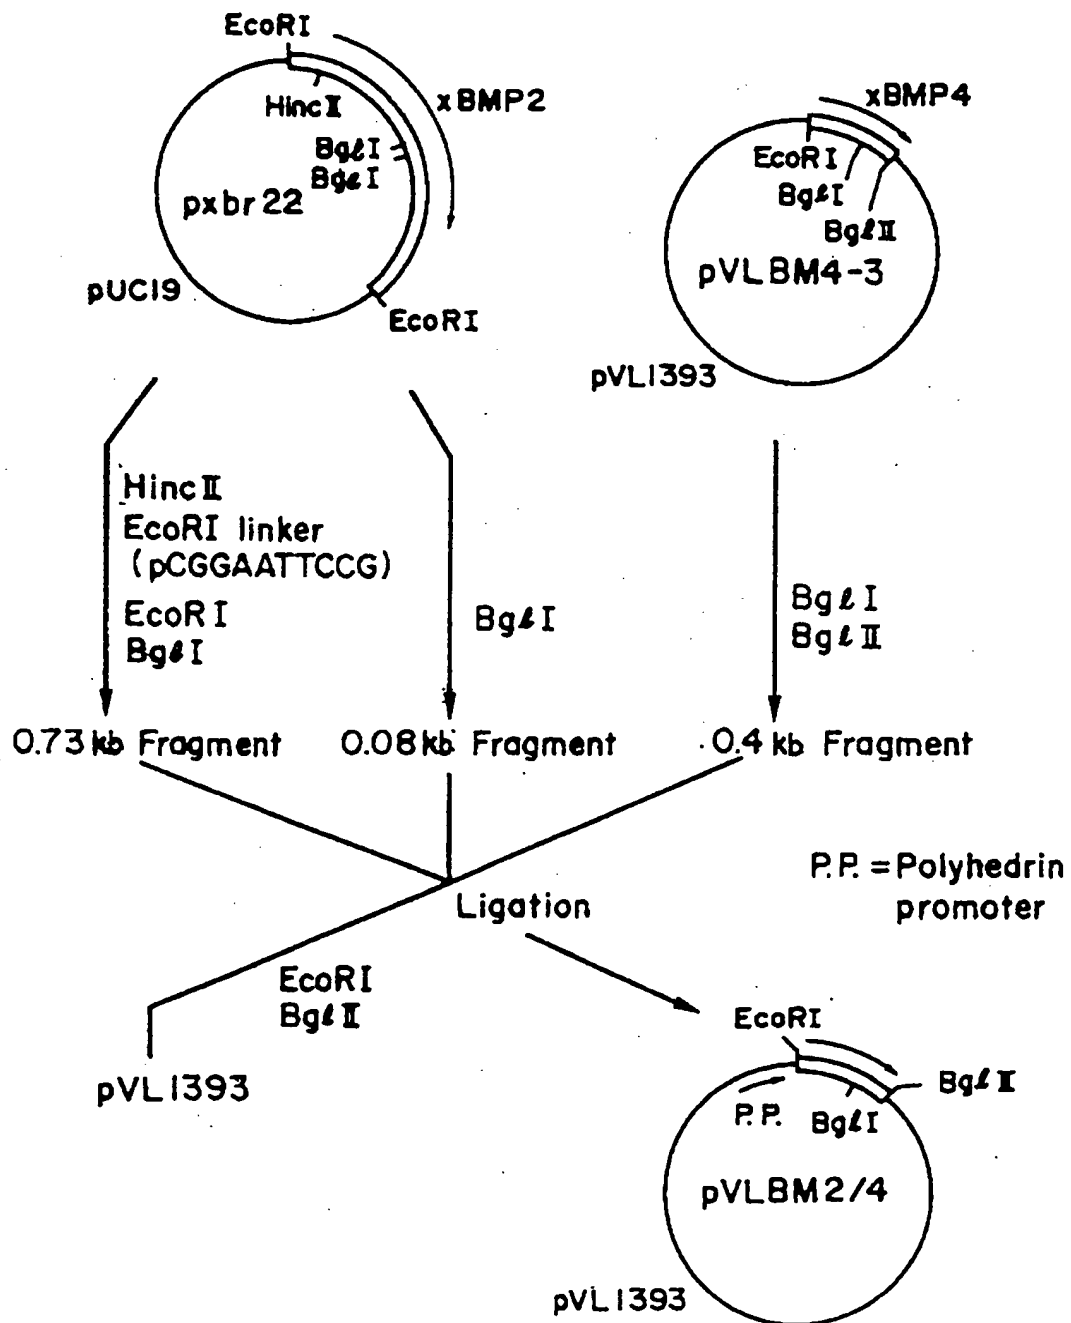 EcoRI
HincII
xBMP2
BglI
BglI
pxbr22
pUC19
EcoRI
xBMP4
EcoRI
BglI
BglII
pVLBM4-3
pVL1393
HincII
EcoRI linker
(pCGGAATTCCG)
EcoRI
BglI
BglI
BglI
BglII
0.73 kb Fragment
0.08 kb Fragment
0.4 kb Fragment
Ligation
P.P. = Polyhedrin
promoter
EcoRI
BglII
pVL1393
EcoRI
BglII
P.P.
BglI
pVLBM2/4
pVL1393